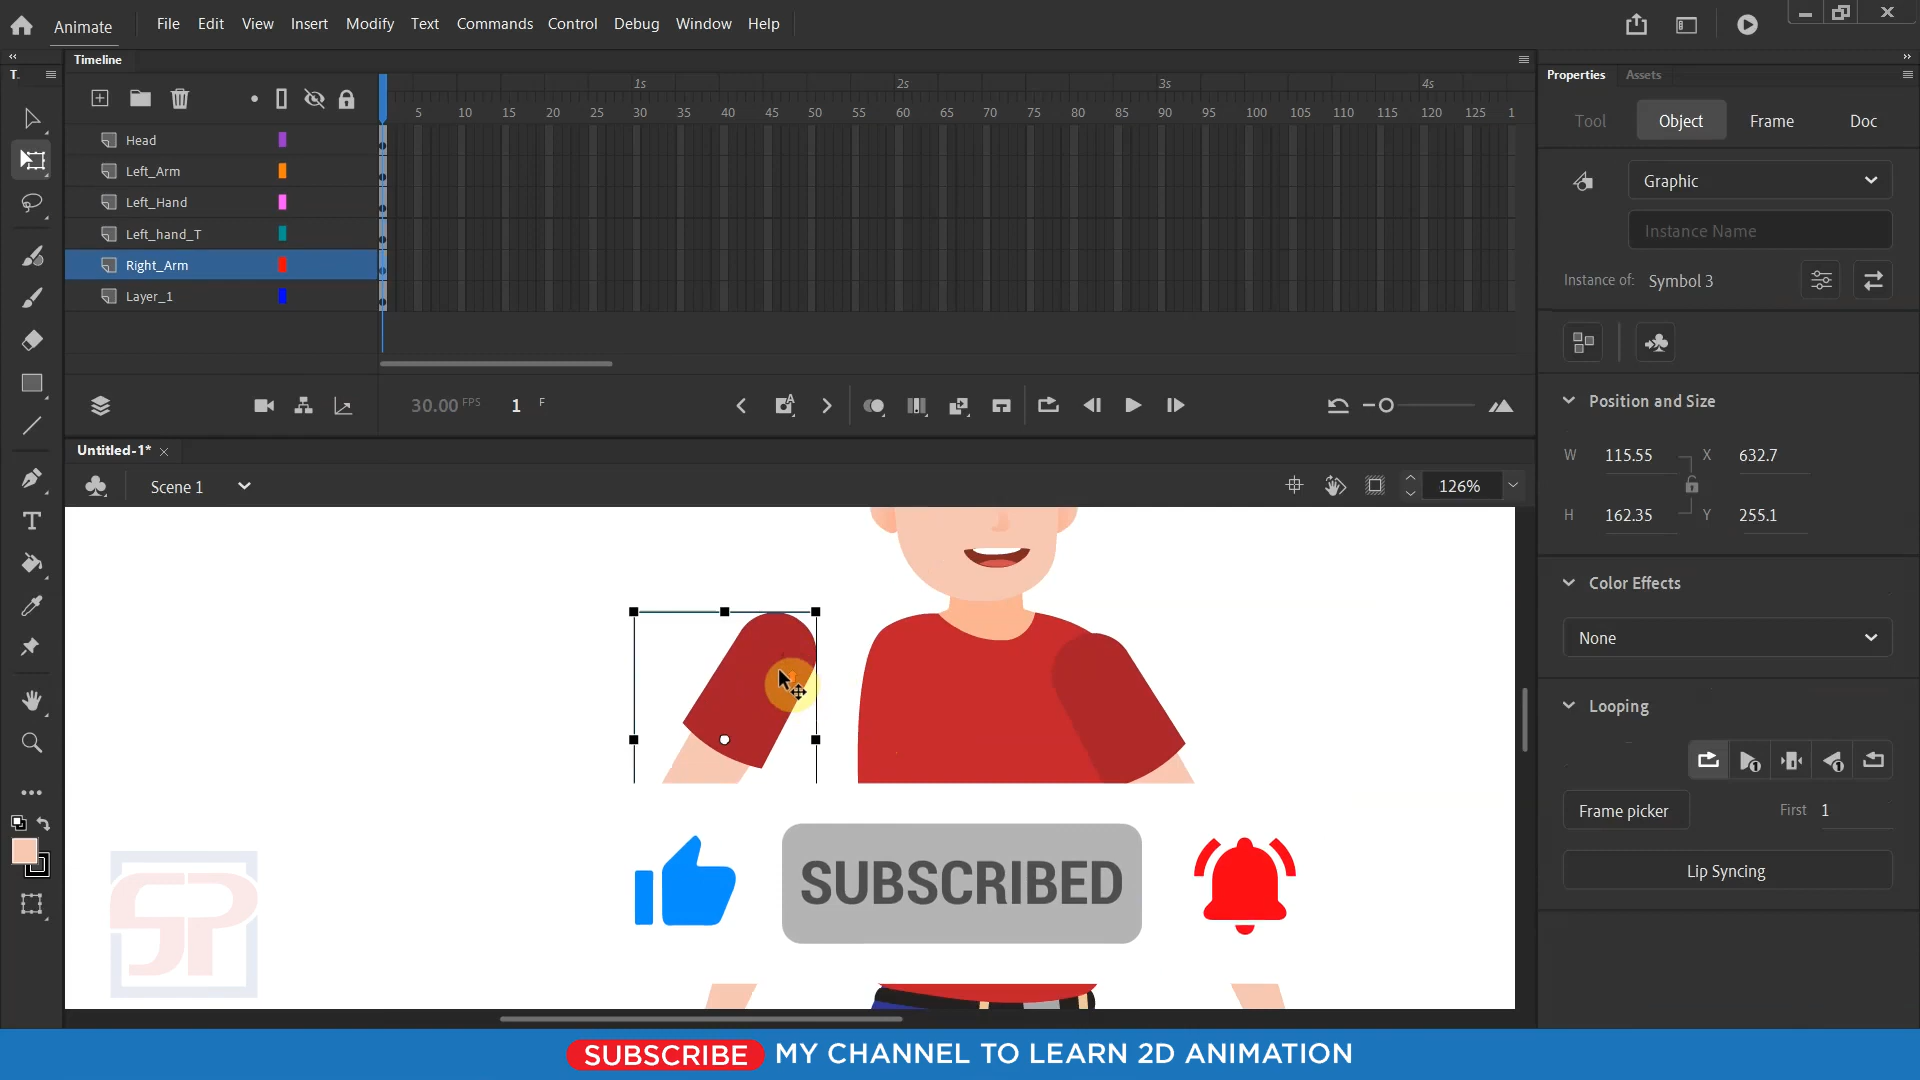 Animate File Edit View Insert Modify Text Commands Control Debug Window Help
T. Timeline Properties Assets
1s 2s 3s 4s
5 10 15 20 25 30 35 40 45 50 55 60 65 70 75 80 85 90 95 100 105 110 115 120 125 1
Tool Object Frame Doc
Head
Left_Arm
Left_Hand
Left_hand_T
Right_Arm
Layer_1
Graphic
Instance Name
Instance of: Symbol 3
30.00 FPS 1 F
Position and Size
W 115.55 X 632.7
H 162.35 Y 255.1
Untitled-1*
Scene 1 126%
Color Effects
None
Looping
Frame picker First 1
Lip Syncing
SUBSCRIBED
SP
SUBSCRIBE MY CHANNEL TO LEARN 2D ANIMATION